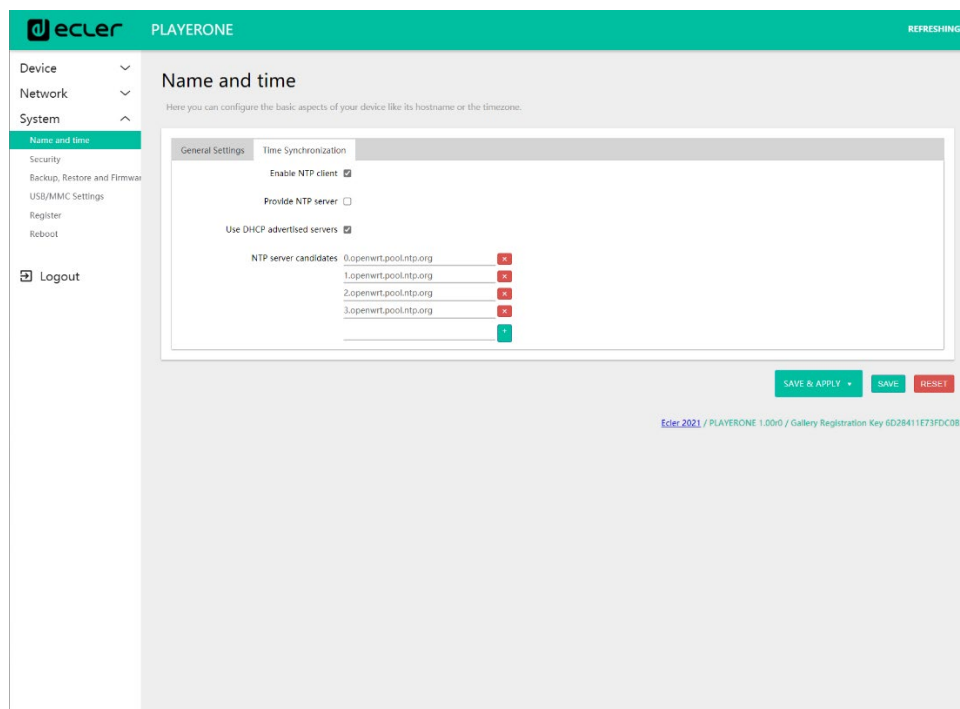 ecler
PLAYERONE
REFRESHING
Device
Network
System
Name and time
Security
Backup, Restore and Firmwar
USB/MMC Settings
Register
Reboot
Logout
Name and time
Here you can configure the basic aspects of your device like its hostname or the timezone.
General Settings Time Synchronization
Enable NTP client
Provide NTP server
Use DHCP advertised servers
NTP server candidates 0.openwrt.pool.ntp.org
1.openwrt.pool.ntp.org
2.openwrt.pool.ntp.org
3.openwrt.pool.ntp.org
SAVE & APPLY SAVE RESET
Ecler 2021 / PLAYERONE 1.00r0 / Gallery Registration Key 6D28411E73FDC08